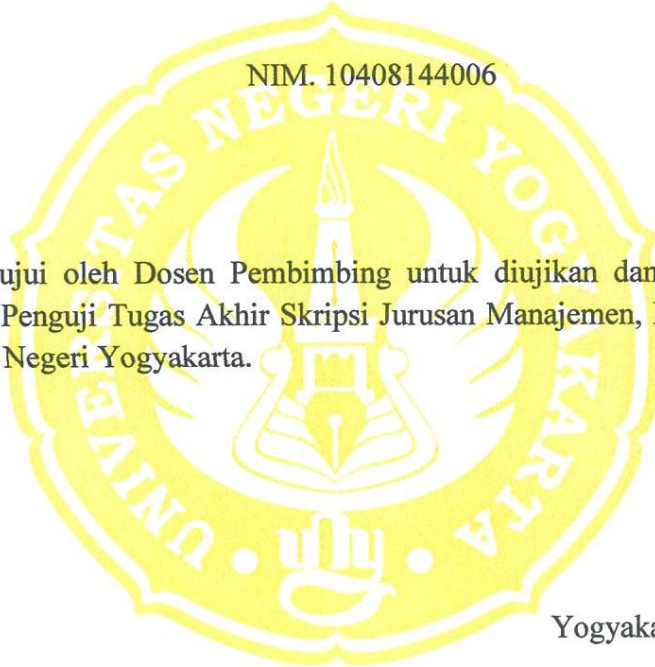 NIM. 10408144006
UNIVERSITAS NEGERI YOGYAKARTA
ujui oleh Dosen Pembimbing untuk diujikan dan
Penguji Tugas Akhir Skripsi Jurusan Manajemen,
Negeri Yogyakarta.
uny
Yogyaka